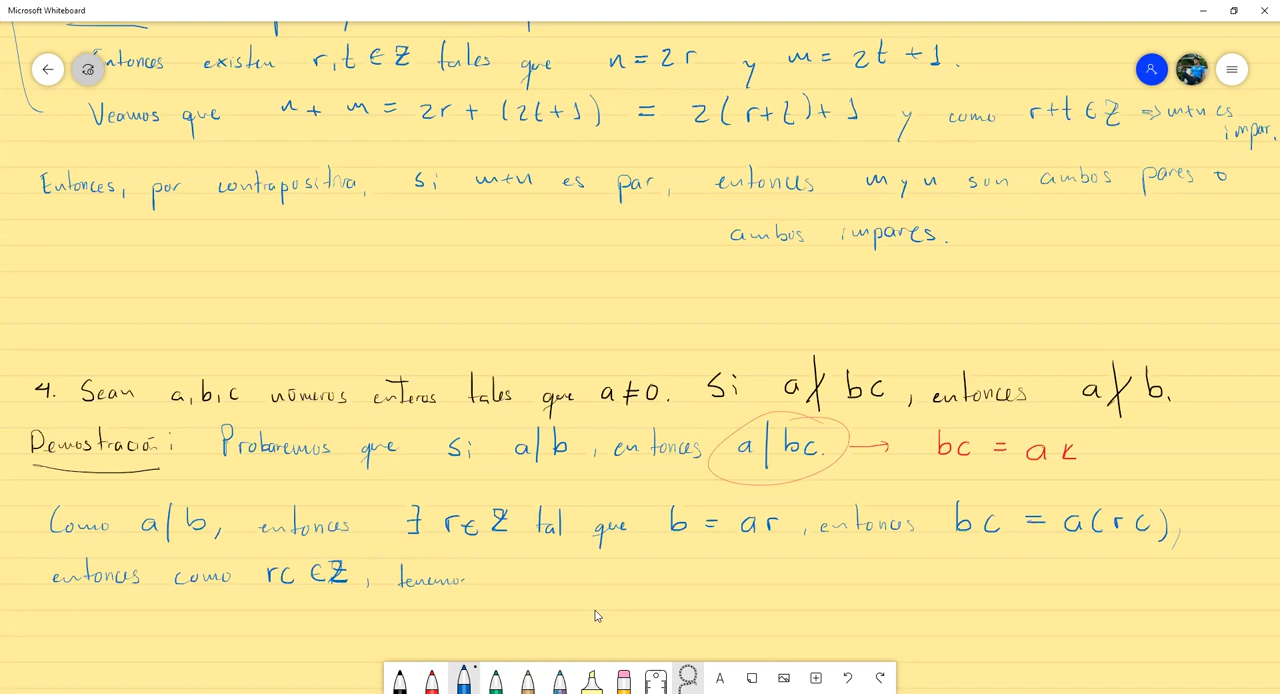 Microsoft Whiteboard
Entonces existen r, t ∈ ℤ tales que n = 2r y m = 2t + 1.
Veamos que n + m = 2r + (2t+1) = 2(r+t)+1 y como r+t ∈ ℤ ⇒ m+n es
impar.
Entonces, por contrapositiva, si m+n es par, entonces m y n son ambos pares o
ambos impares.
4. Sean a, b, c números enteros tales que a ≠ 0. Si a ∤ bc, entonces a ∤ b.
Demostración: Probaremos que si a | b, entonces a | bc. → bc = ak
Como a | b, entonces ∃ r ∈ ℤ tal que b = ar, entonces bc = a(rc),
entonces como rc ∈ ℤ, tenemos
A